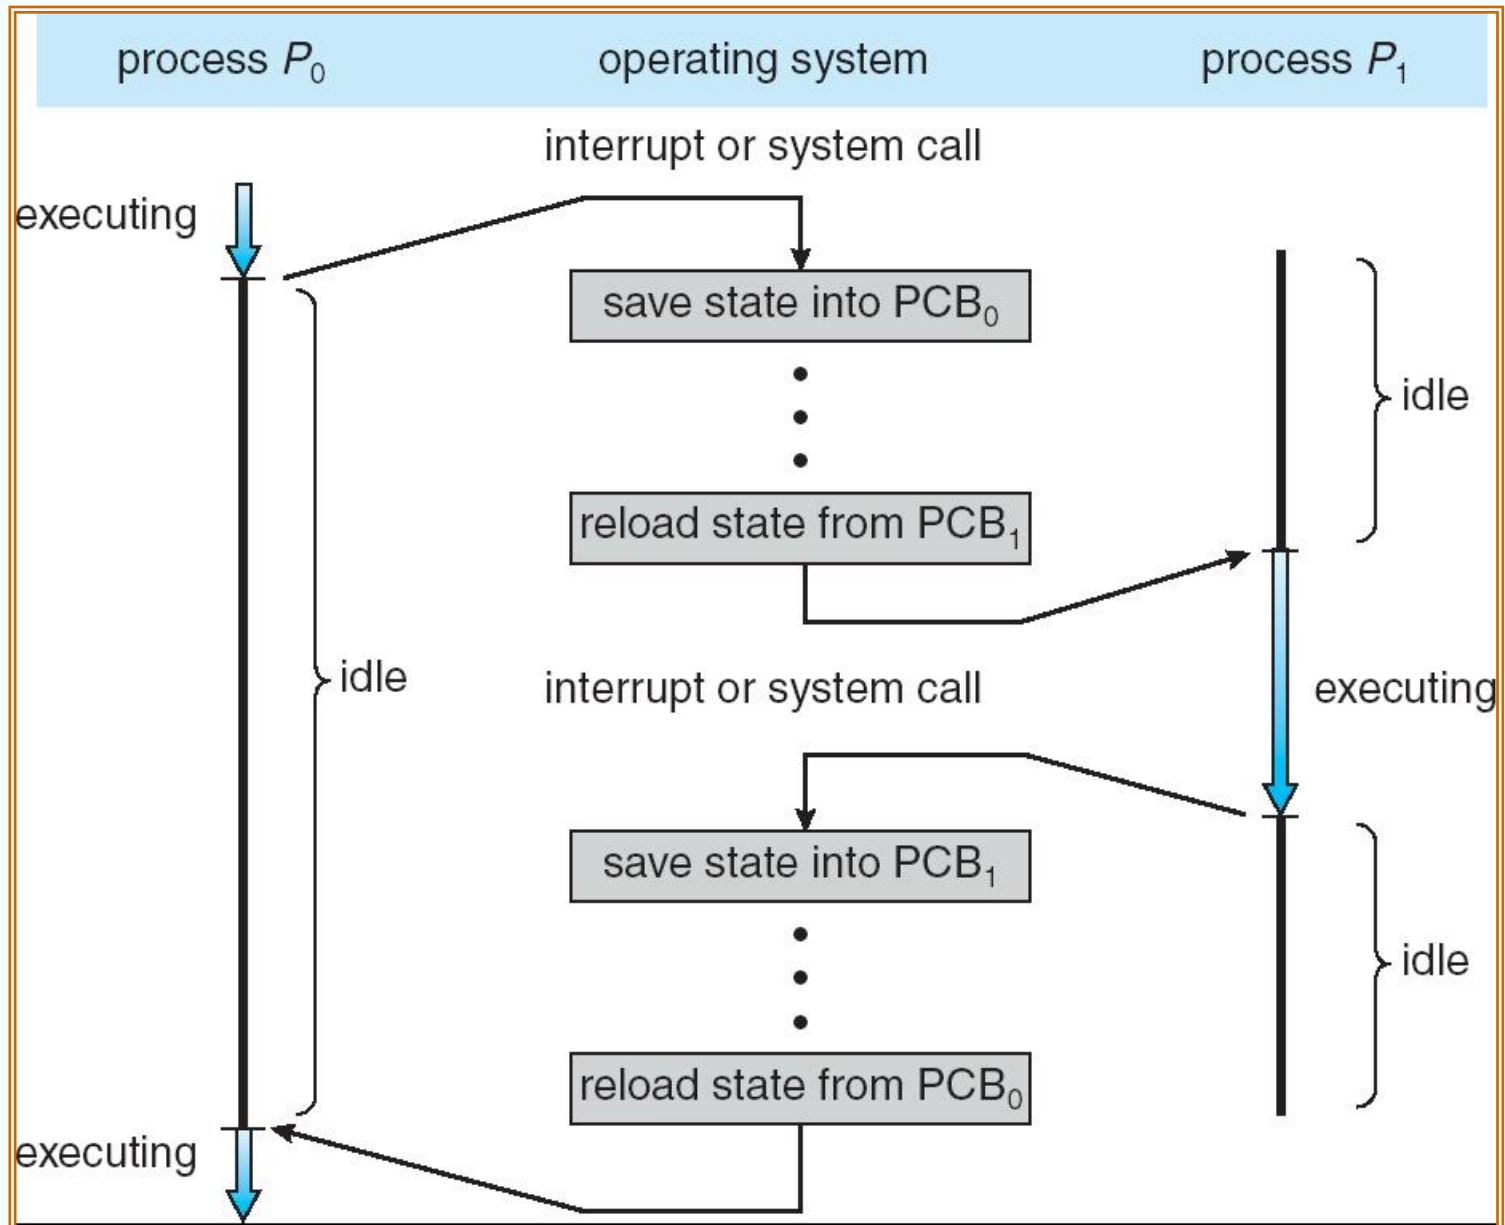 process P₀ operating system process P₁
interrupt or system call
executing
save state into PCB₀
idle
reload state from PCB₁
idle
interrupt or system call
executing
save state into PCB₁
idle
reload state from PCB₀
executing